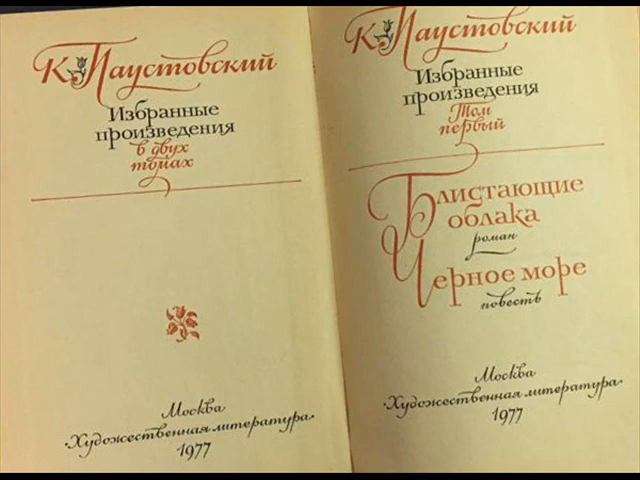 К Паустовский
Избранные
произведения
в двух
томах
Москва
·Художественная литература·
1977
К Паустовский
Избранные
произведения
Том
первый
Блистающие
облака
роман
Черное море
повесть
Москва
·Художественная литература·
1977